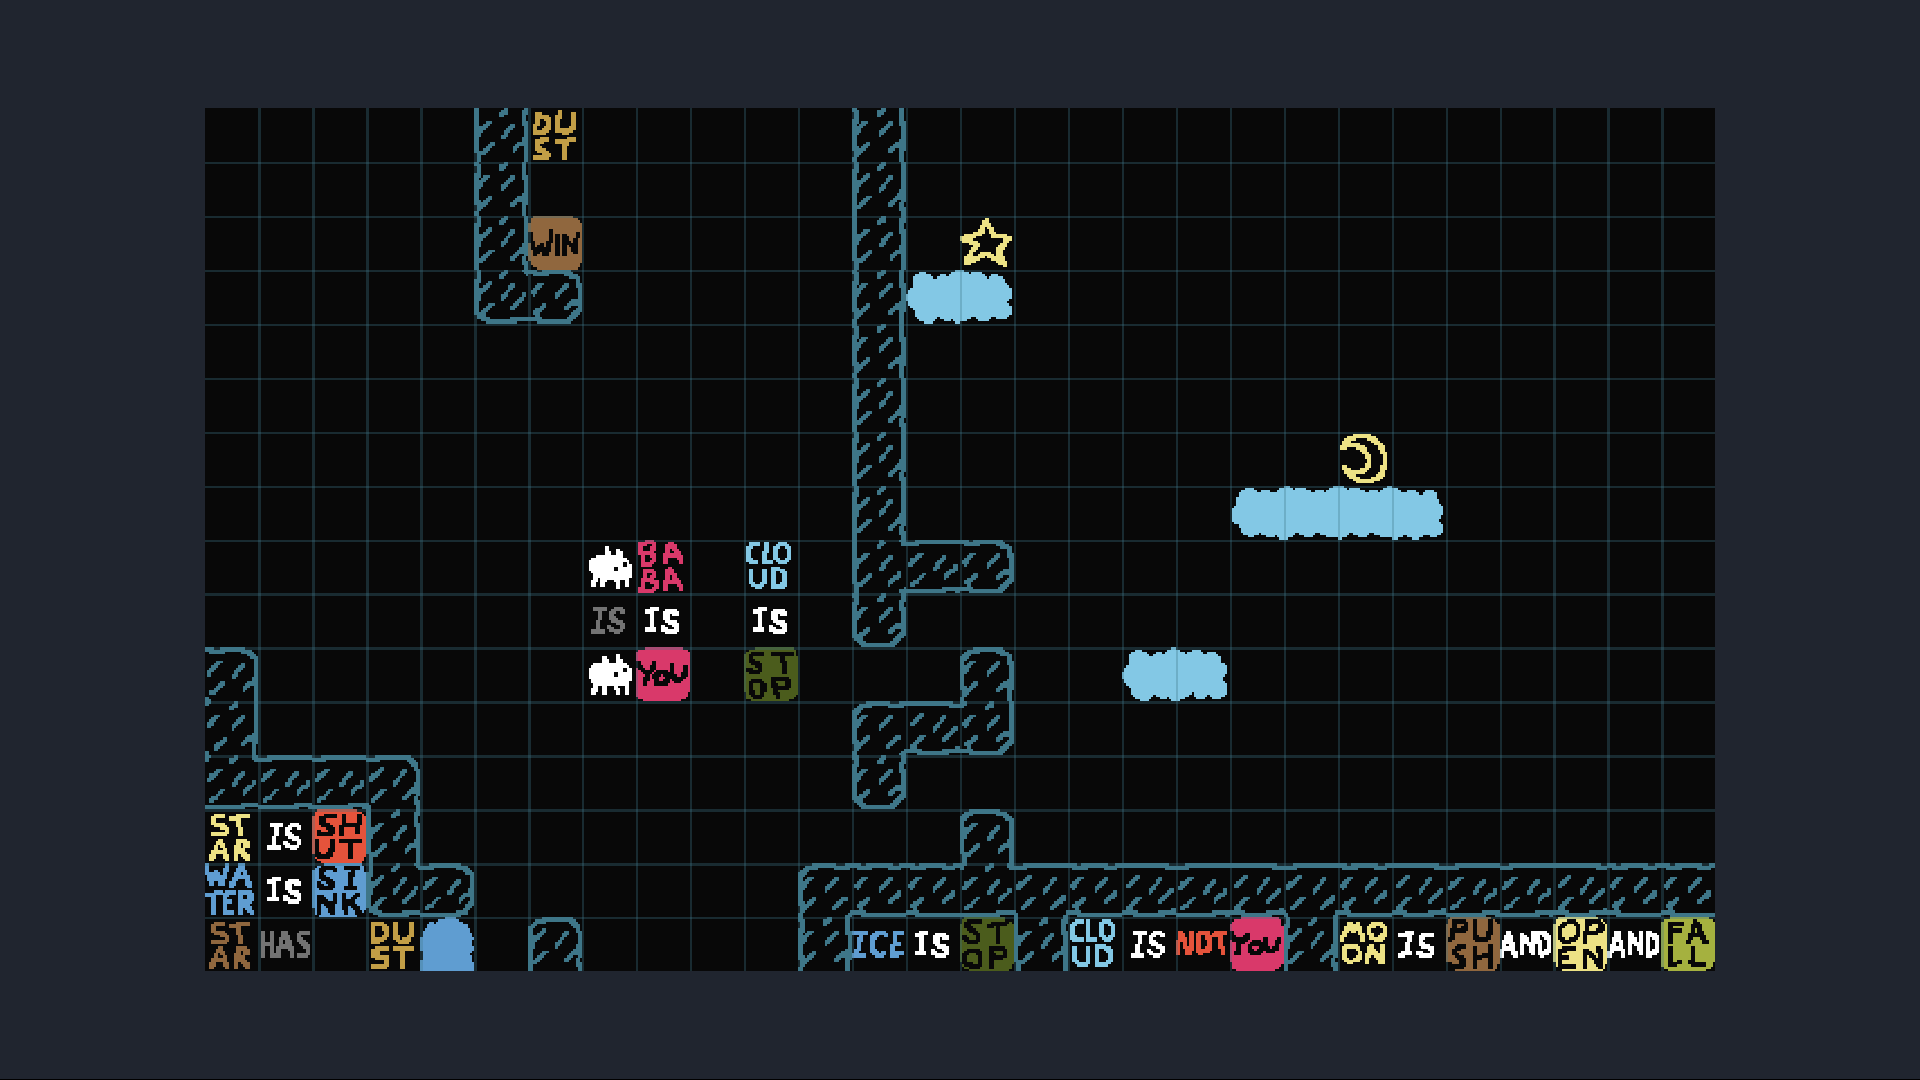 DUST
WIN
BABA CLOUD
IS IS IS
YOU STOP
STAR IS SHUT
WATER IS SINK
STAR HAS DUST ICE IS STOP CLOUD IS NOT YOU MOON IS PUSH AND OPEN AND FALL